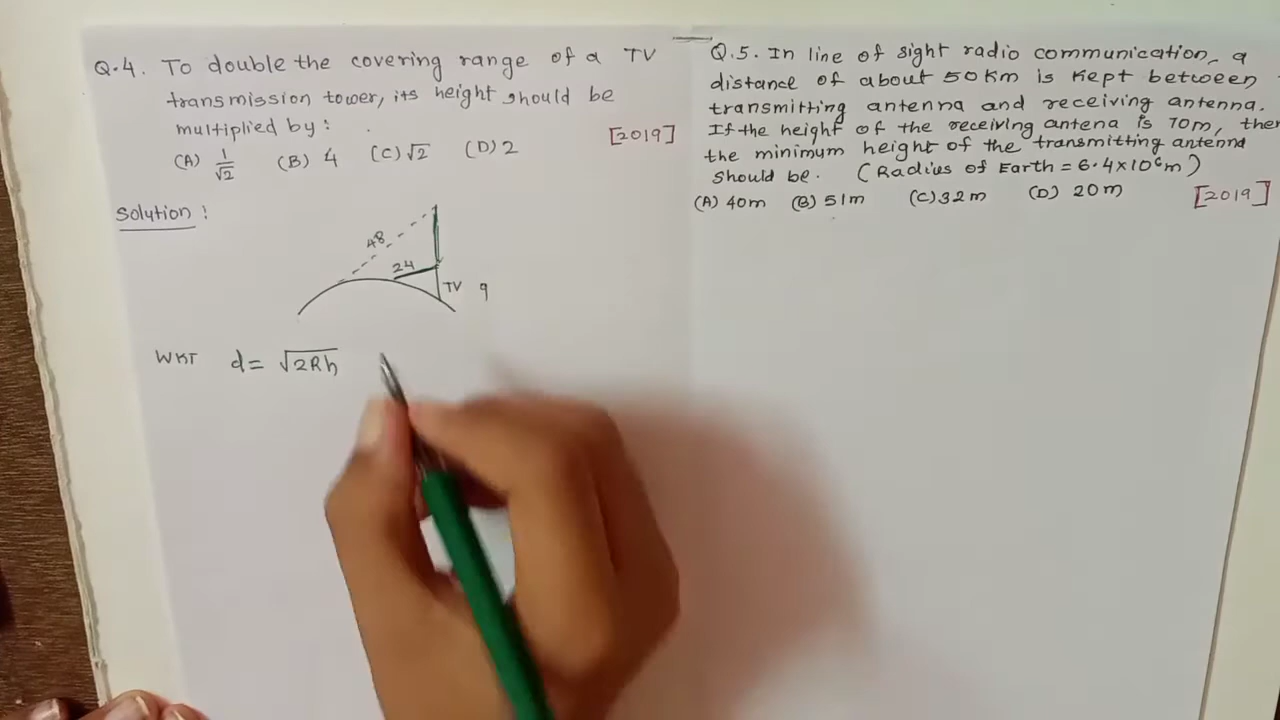 Q.4. To double the covering range of a TV
transmission tower, its height should be
multiplied by:
[2019]
(A) 1/√2 (B) 4 (C) √2 (D) 2
Solution:
48
24
TV 9
WKT d = √2Rh
Q.5. In line of sight radio communication, a
distance of about 50Km is kept between
transmitting antenna and receiving antenna.
If the height of the receiving antena is 70m, then
the minimum height of the transmitting antenna
should be. (Radius of Earth = 6.4×10⁶m)
(A) 40m (B) 51m (C) 32m (D) 20m [2019]